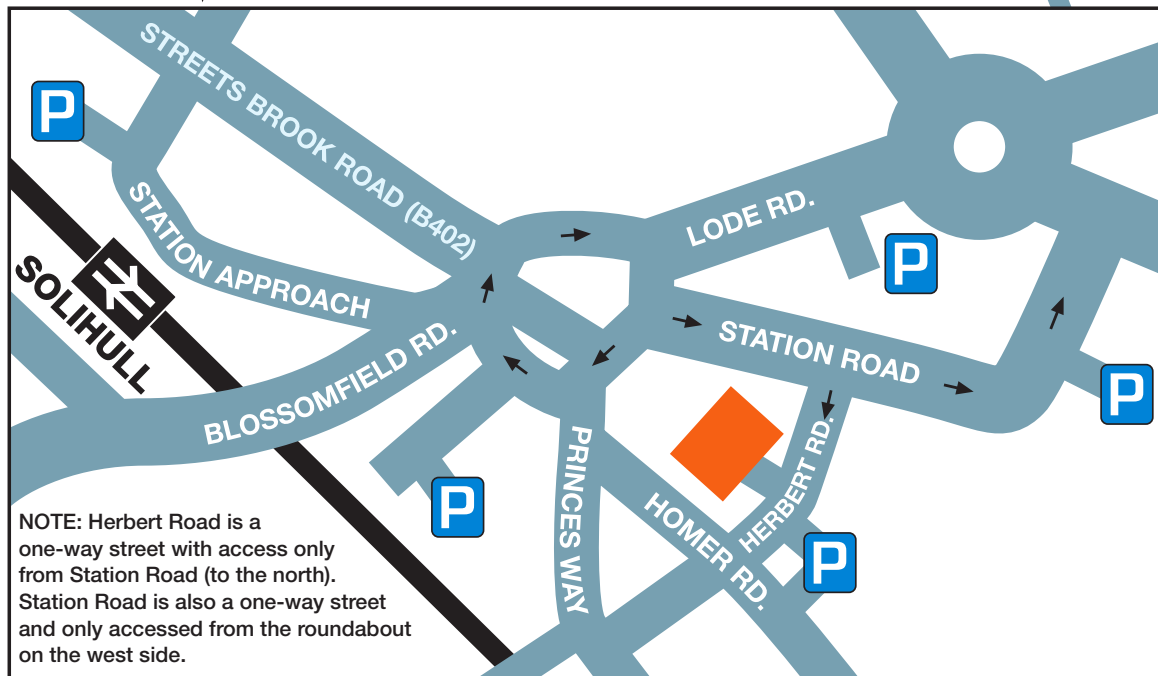 STREETS BROOK ROAD (B402)
P
STATION APPROACH
SOLIHULL
BLOSSOMFIELD RD.
LODE RD.
P
STATION ROAD
P
HERBERT RD.
HOMER RD.
PRINCES WAY
P
P
NOTE: Herbert Road is a
one-way street with access only
from Station Road (to the north).
Station Road is also a one-way street
and only accessed from the roundabout
on the west side.